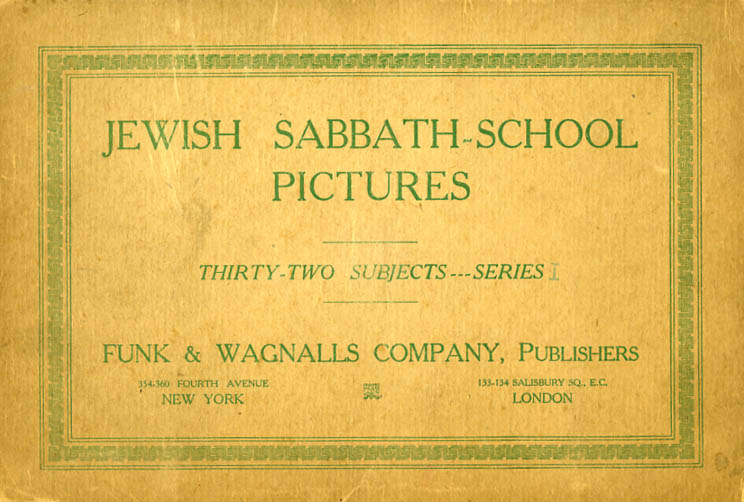 JEWISH SABBATH-SCHOOL
PICTURES
THIRTY-TWO SUBJECTS---SERIES I
FUNK & WAGNALLS COMPANY, PUBLISHERS
354-360 FOURTH AVENUE
NEW YORK
133-134 SALISBURY SQ., E.C.
LONDON